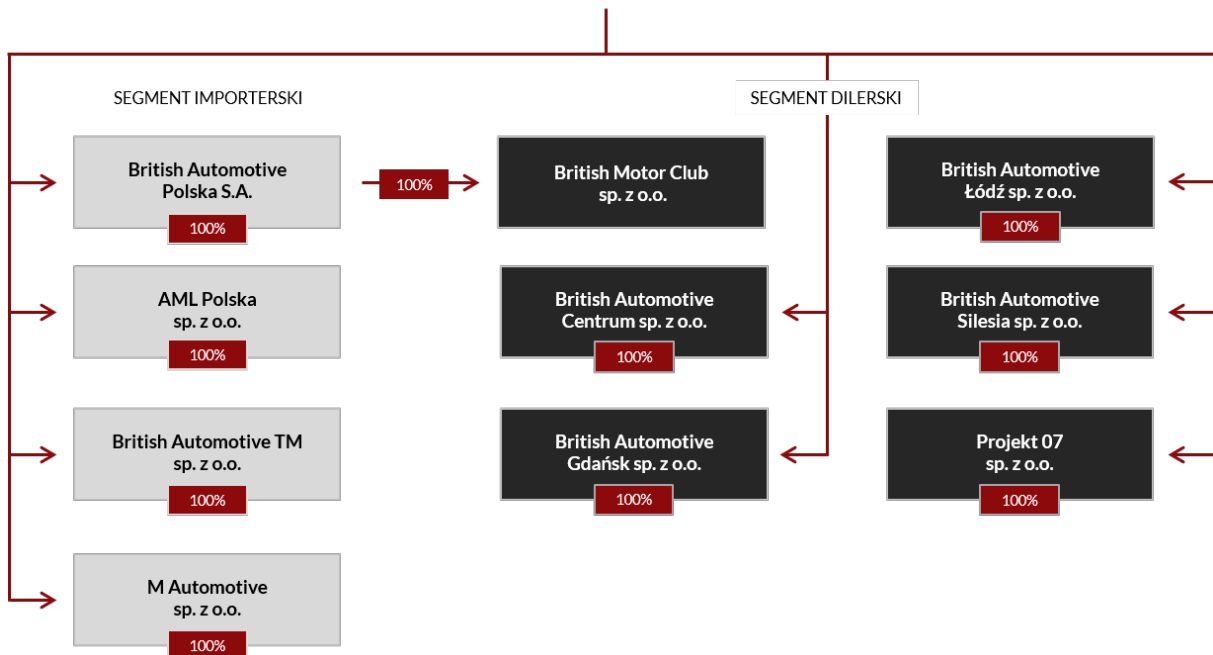 SEGMENT IMPORTERSKI
SEGMENT DILERSKI
British Automotive
Polska S.A.
100%
100%
British Motor Club
sp. z o.o.
British Automotive
Łódź sp. z o.o.
100%
AML Polska
sp. z o.o.
100%
British Automotive
Centrum sp. z o.o.
100%
British Automotive
Silesia sp. z o.o.
100%
British Automotive TM
sp. z o.o.
100%
British Automotive
Gdańsk sp. z o.o.
100%
Projekt 07
sp. z o.o.
100%
M Automotive
sp. z o.o.
100%